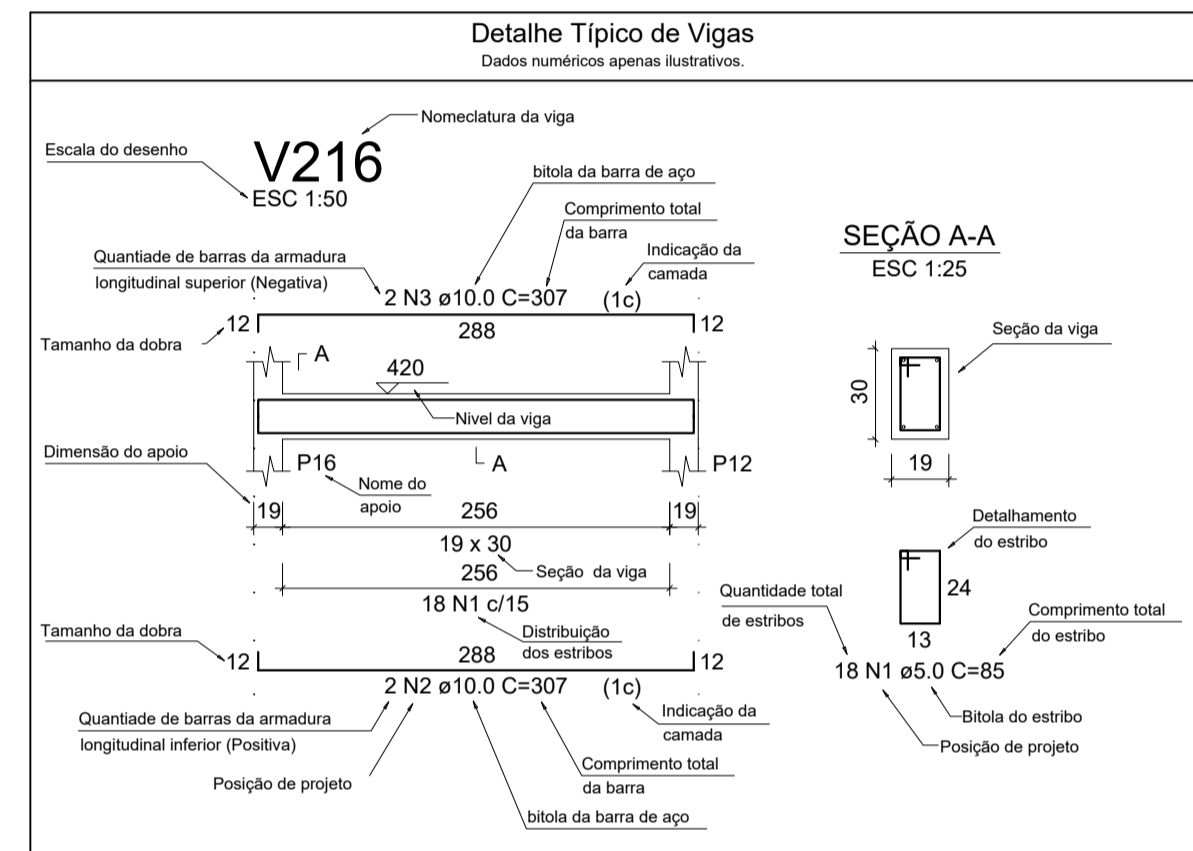 Detalhe Típico de Vigas
Dados numéricos apenas ilustrativos.
Nomeclatura da viga
Escala do desenho
V216
ESC 1:50
bitola da barra de aço
Comprimento total
da barra
Quantiade de barras da armadura
longitudinal superior (Negativa)
Indicação da
camada
2 N3 ø10.0 C=307 (1c)
12
288
12
Tamanho da dobra
A
420
Nivel da viga
Dimensão do apoio
P16
A
P12
Nome do
apoio
19
256
19
19 x 30
Seção da viga
256
18 N1 c/15
Distribuição
dos estribos
Tamanho da dobra
12
288
12
2 N2 ø10.0 C=307 (1c)
Quantiade de barras da armadura
longitudinal inferior (Positiva)
Indicação da
camada
Posição de projeto
Comprimento total
da barra
bitola da barra de aço
SEÇÃO A-A
ESC 1:25
Seção da viga
30
19
Detalhamento
do estribo
24
13
Quantidade total
de estribos
Comprimento total
do estribo
18 N1 ø5.0 C=85
Bitola do estribo
Posição de projeto